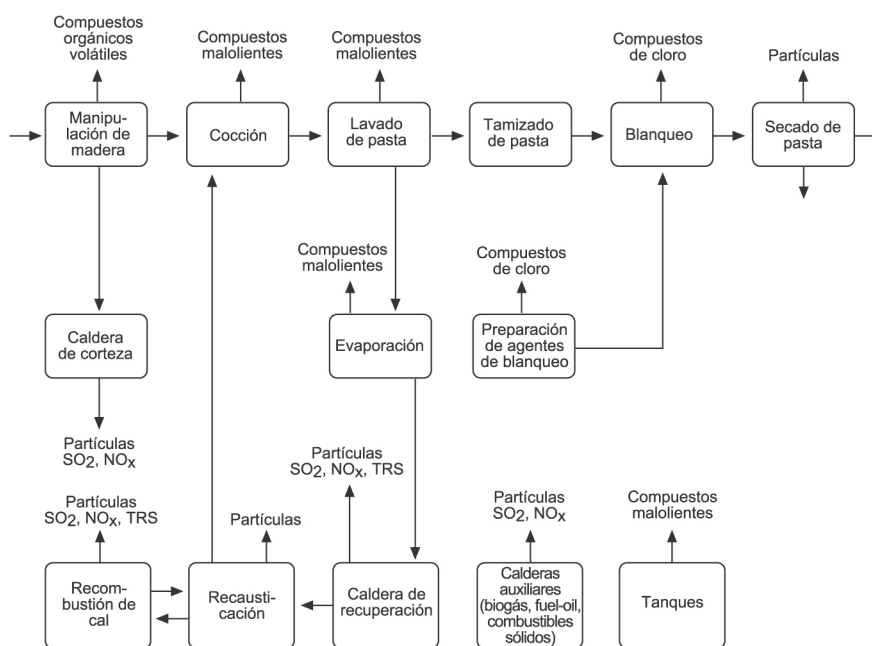 Compuestos
orgánicos
volátiles
Compuestos
malolientes
Compuestos
malolientes
Compuestos
de cloro
Partículas
Manipu-
lación de
madera
Cocción
Lavado
de pasta
Tamizado
de pasta
Blanqueo
Secado de
pasta
Compuestos
malolientes
Compuestos
de cloro
Caldera
de corteza
Evaporación
Preparación
de agentes
de blanqueo
Partículas
SO2, NOx
Partículas
SO2, NOx, TRS
Partículas
SO2, NOx, TRS
Partículas
Partículas
SO2, NOx
Compuestos
malolientes
Recom-
bustión de
cal
Recausti-
cación
Caldera de
recuperación
Calderas
auxiliares
(biogás, fuel-oil,
combustibles
sólidos)
Tanques